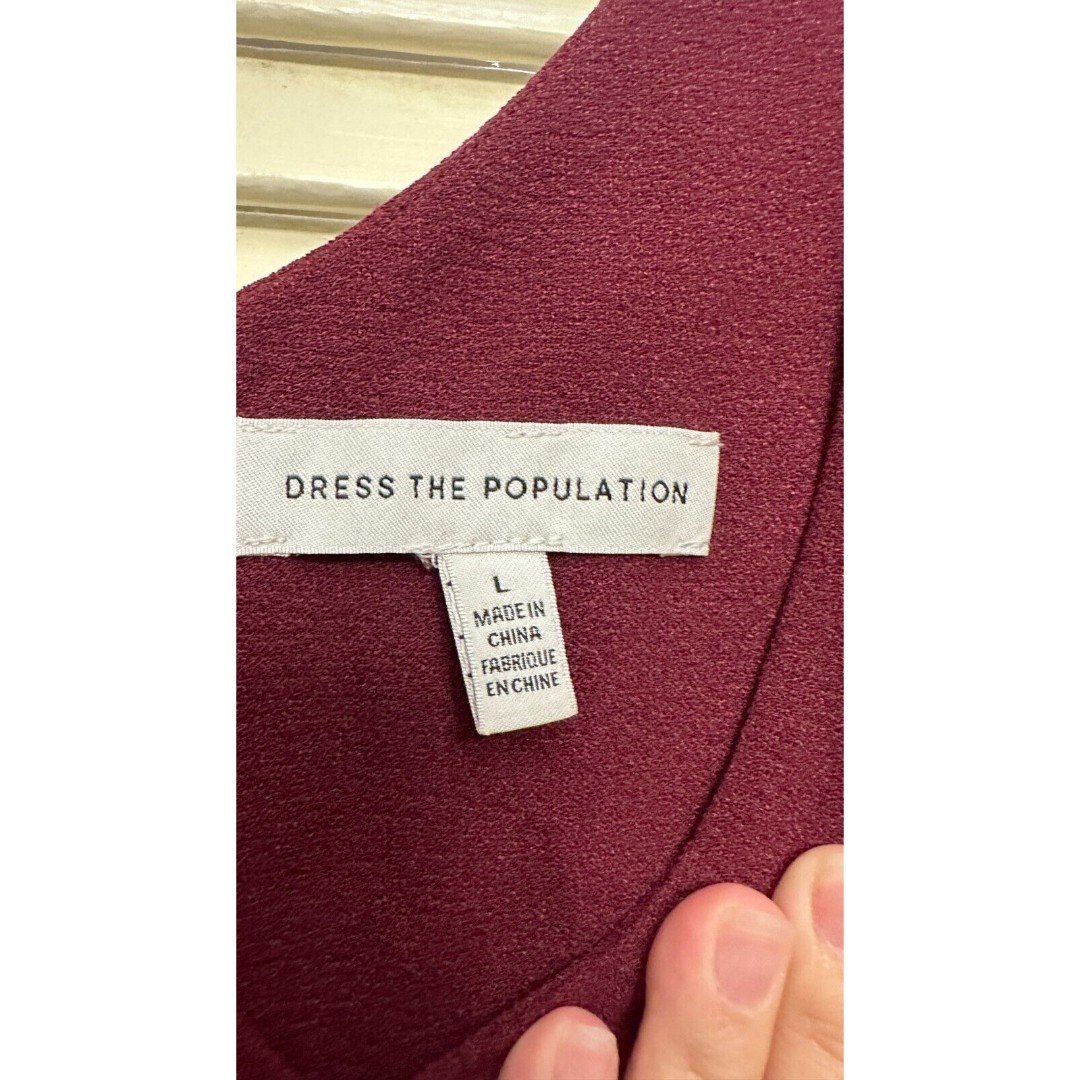 DRESS THE POPULATION
L
MADE IN
CHINA
FABRIQUE
EN CHINE